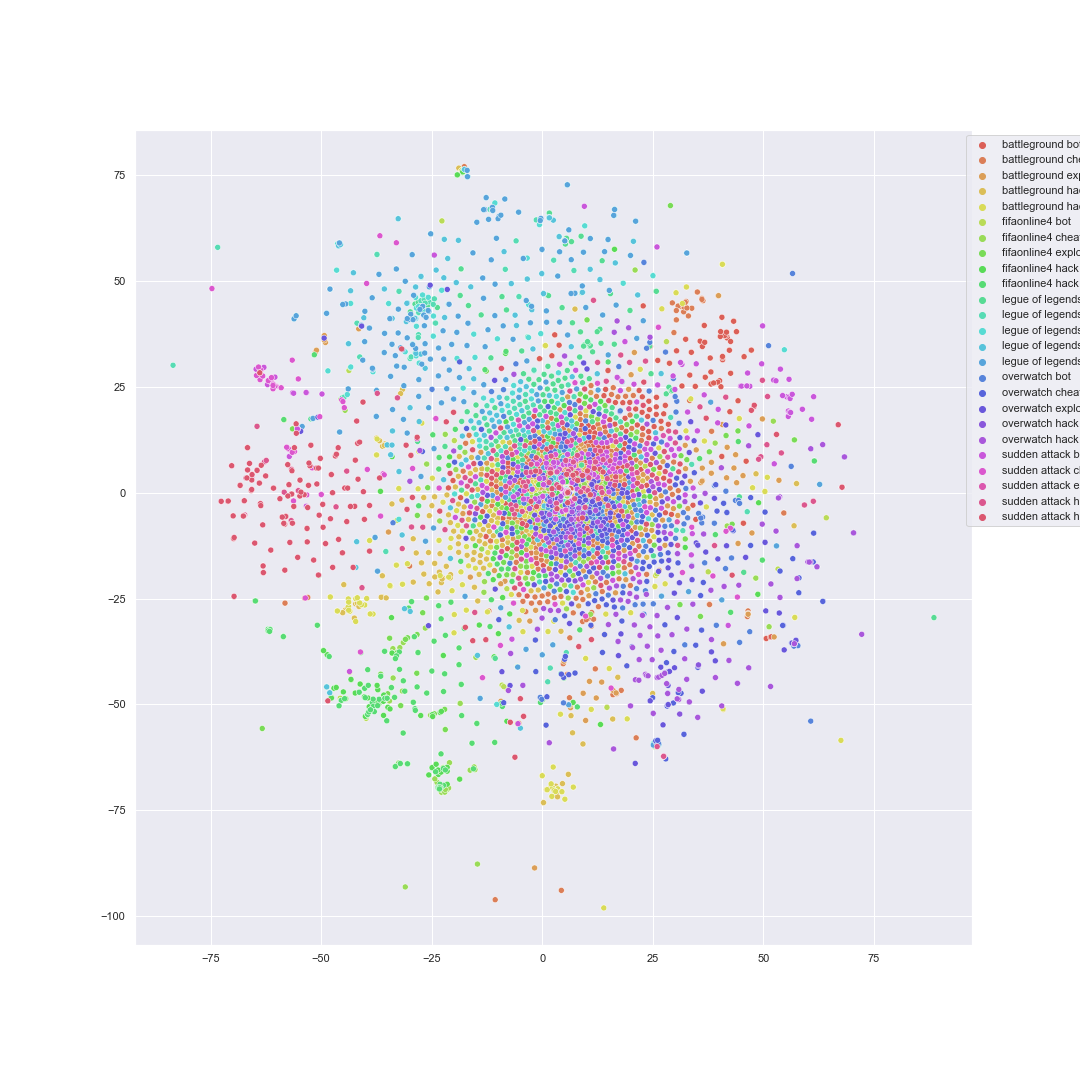 75
50
25
0
−25
−50
−75
−100
−75
−50
−25
0
25
50
75
battleground bot
battleground che
battleground exp
battleground hac
battleground hac
fifaonline4 bot
fifaonline4 chea
fifaonline4 explo
fifaonline4 hack
fifaonline4 hack
legue of legends
legue of legends
legue of legends
legue of legends
legue of legends
overwatch bot
overwatch chea
overwatch explo
overwatch hack
overwatch hack
sudden attack b
sudden attack cl
sudden attack e
sudden attack h
sudden attack h